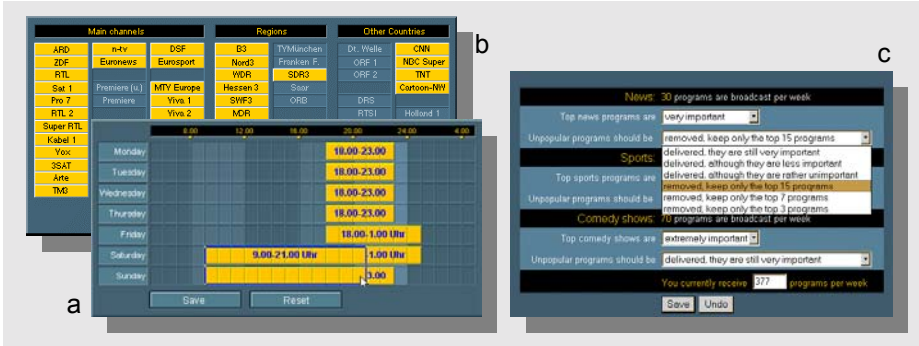 b
Main channels Regions Other Countries
ARD n-tv DSF B3 TVMünchen Dt. Welle CNN
ZDF Euronews Eurosport Nord3 Franken F. ORF 1 NBC Super
RTL WDR SDR3 ORF 2 TNT
Sat 1 Premiere (u.) MTV Europe Hessen 3 Saar Cartoon-NW
Pro 7 Premiere Viva 1 SWF3 ORB DRS
RTL 2 Viva 2 MDR RTSI Holland 1
Super RTL
Kabel 1
Vox
3SAT
Arte
TM3
a
8.00 12.00 16.00 20.00 24.00 4.00
Monday 18.00-23.00
Tuesday 18.00-23.00
Wednesday 18.00-23.00
Thursday 18.00-23.00
Friday 18.00-1.00 Uhr
Saturday 9.00-21.00 Uhr 1.00 Uhr
Sunday 3.00
Save Reset
c
News: 30 programs are broadcast per week
Top news programs are very important
Unpopular programs should be removed, keep only the top 15 programs
delivered, they are still very important
delivered, although they are less important
Sports:
delivered, although they are rather unimportant
Top sports programs are
removed, keep only the top 15 programs
removed, keep only the top 7 programs
Unpopular programs should be
removed, keep only the top 3 programs
Comedy shows: 70 programs are broadcast per week
Top comedy shows are extremely important
Unpopular programs should be delivered, they are still very important
You currently receive 377 programs per week
Save Undo